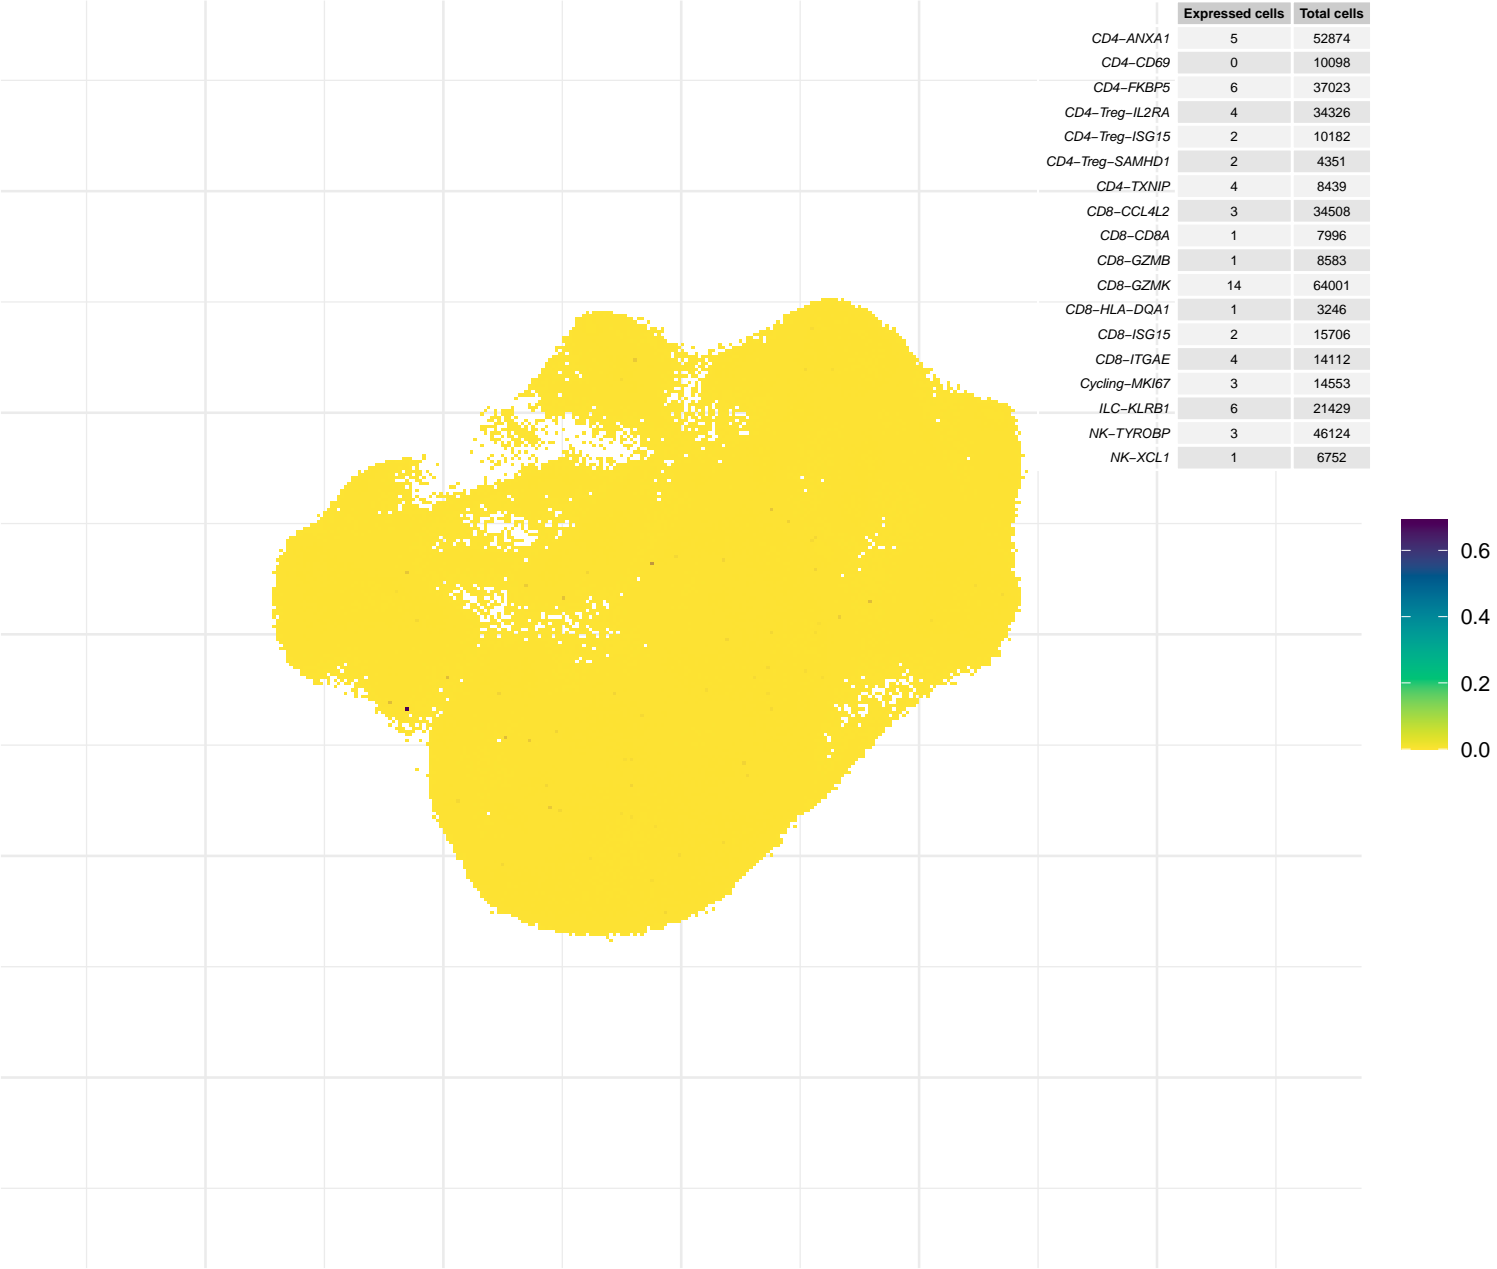 Expressed cells Total cells
CD4−ANXA1 5 52874
CD4−CD69 0 10098
CD4−FKBP5 6 37023
CD4−Treg−IL2RA 4 34326
CD4−Treg−ISG15 2 10182
CD4−Treg−SAMHD1 2 4351
CD4−TXNIP 4 8439
CD8−CCL4L2 3 34508
CD8−CD8A 1 7996
CD8−GZMB 1 8583
CD8−GZMK 14 64001
CD8−HLA−DQA1 1 3246
CD8−ISG15 2 15706
CD8−ITGAE 4 14112
Cycling−MKI67 3 14553
ILC−KLRB1 6 21429
NK−TYROBP 3 46124
NK−XCL1 1 6752
0.6
0.4
0.2
0.0